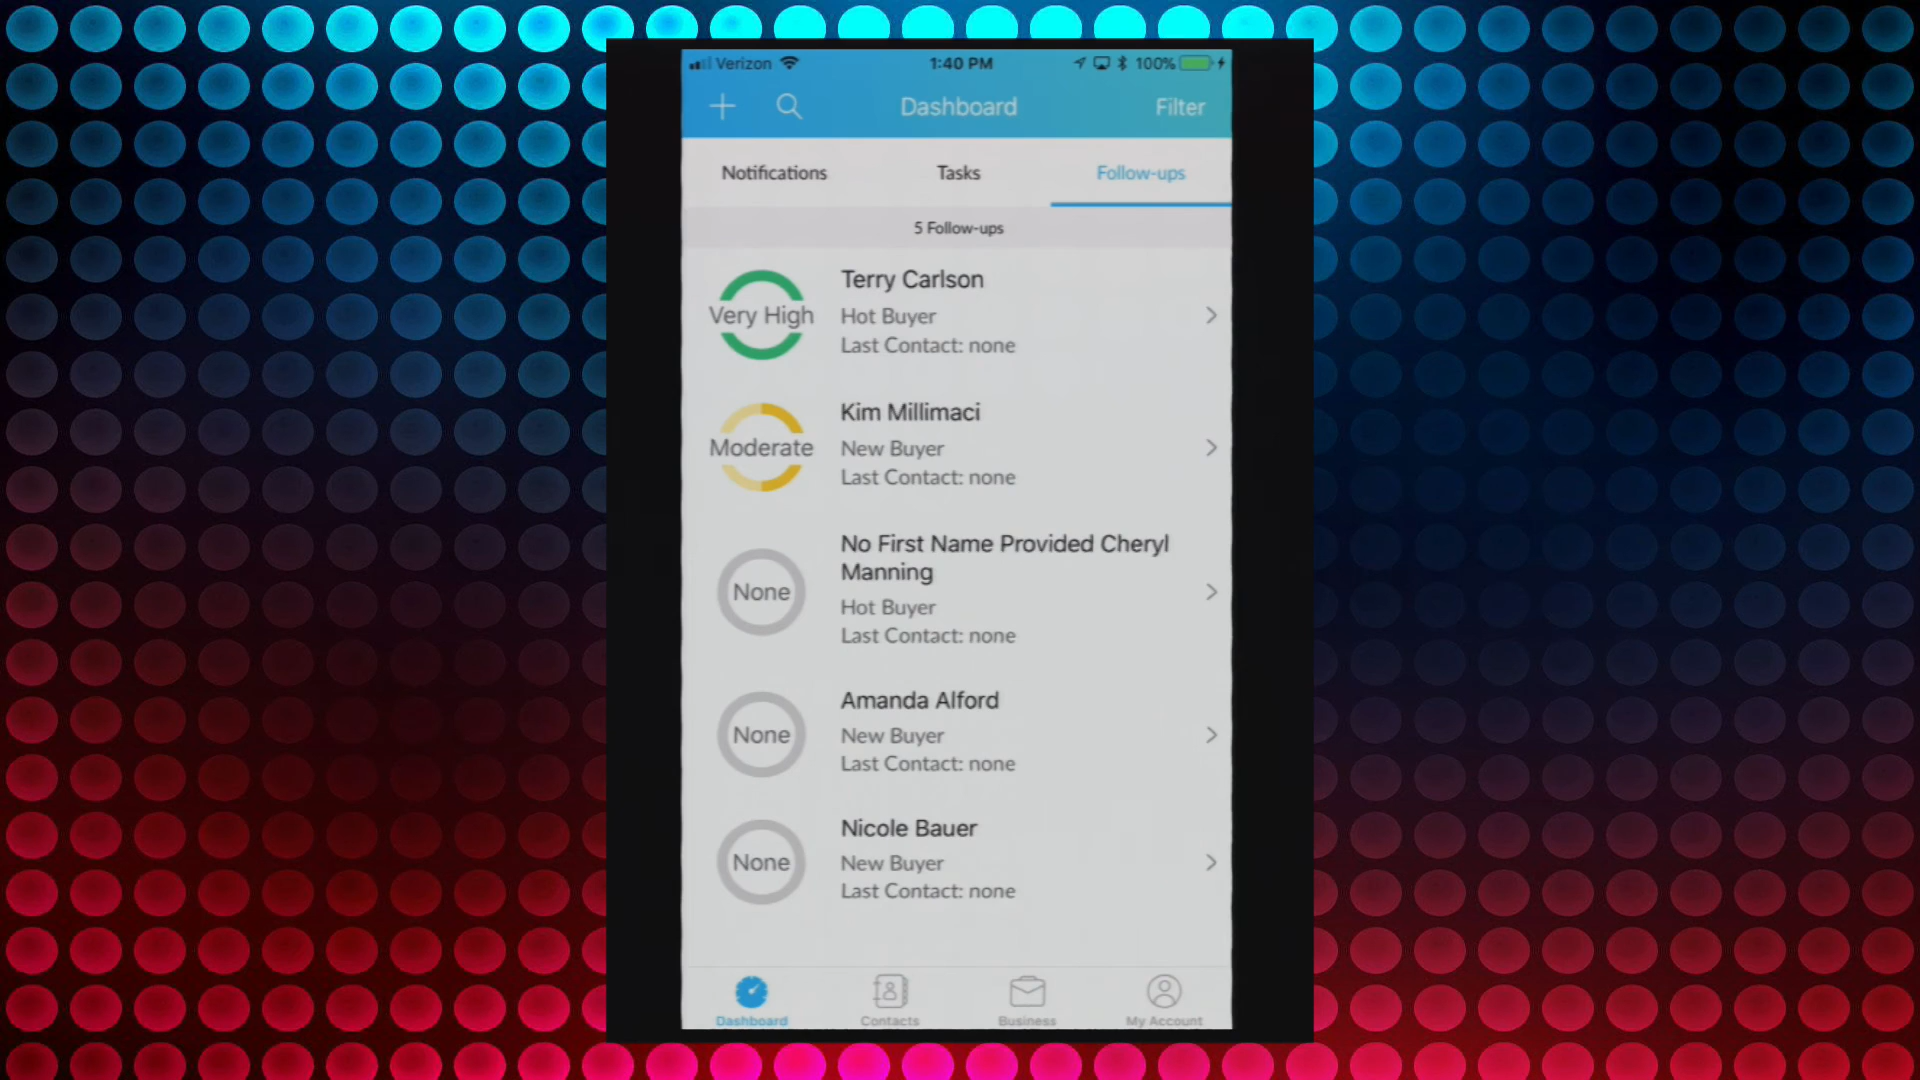 Verizon 1:40 PM 100%
Dashboard Filter
Notifications Tasks Follow-ups
5 Follow-ups
Terry Carlson
Very High
Hot Buyer
Last Contact: none
Kim Millimaci
Moderate
New Buyer
Last Contact: none
No First Name Provided Cheryl
Manning
None
Hot Buyer
Last Contact: none
Amanda Alford
None
New Buyer
Last Contact: none
Nicole Bauer
None
New Buyer
Last Contact: none
Dashboard Contacts Business My Account